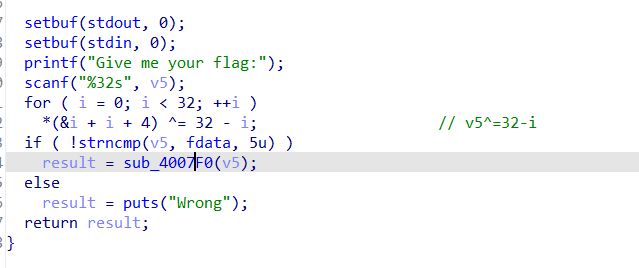 setbuf(stdout, 0);
setbuf(stdin, 0);
printf("Give me your flag:");
scanf("%32s", v5);
for ( i = 0; i < 32; ++i )
*(&i + i + 4) ^= 32 - i; // v5^=32-i
if ( !strncmp(v5, fdata, 5u) )
result = sub_4007F0(v5);
else
result = puts("Wrong");
return result;
}